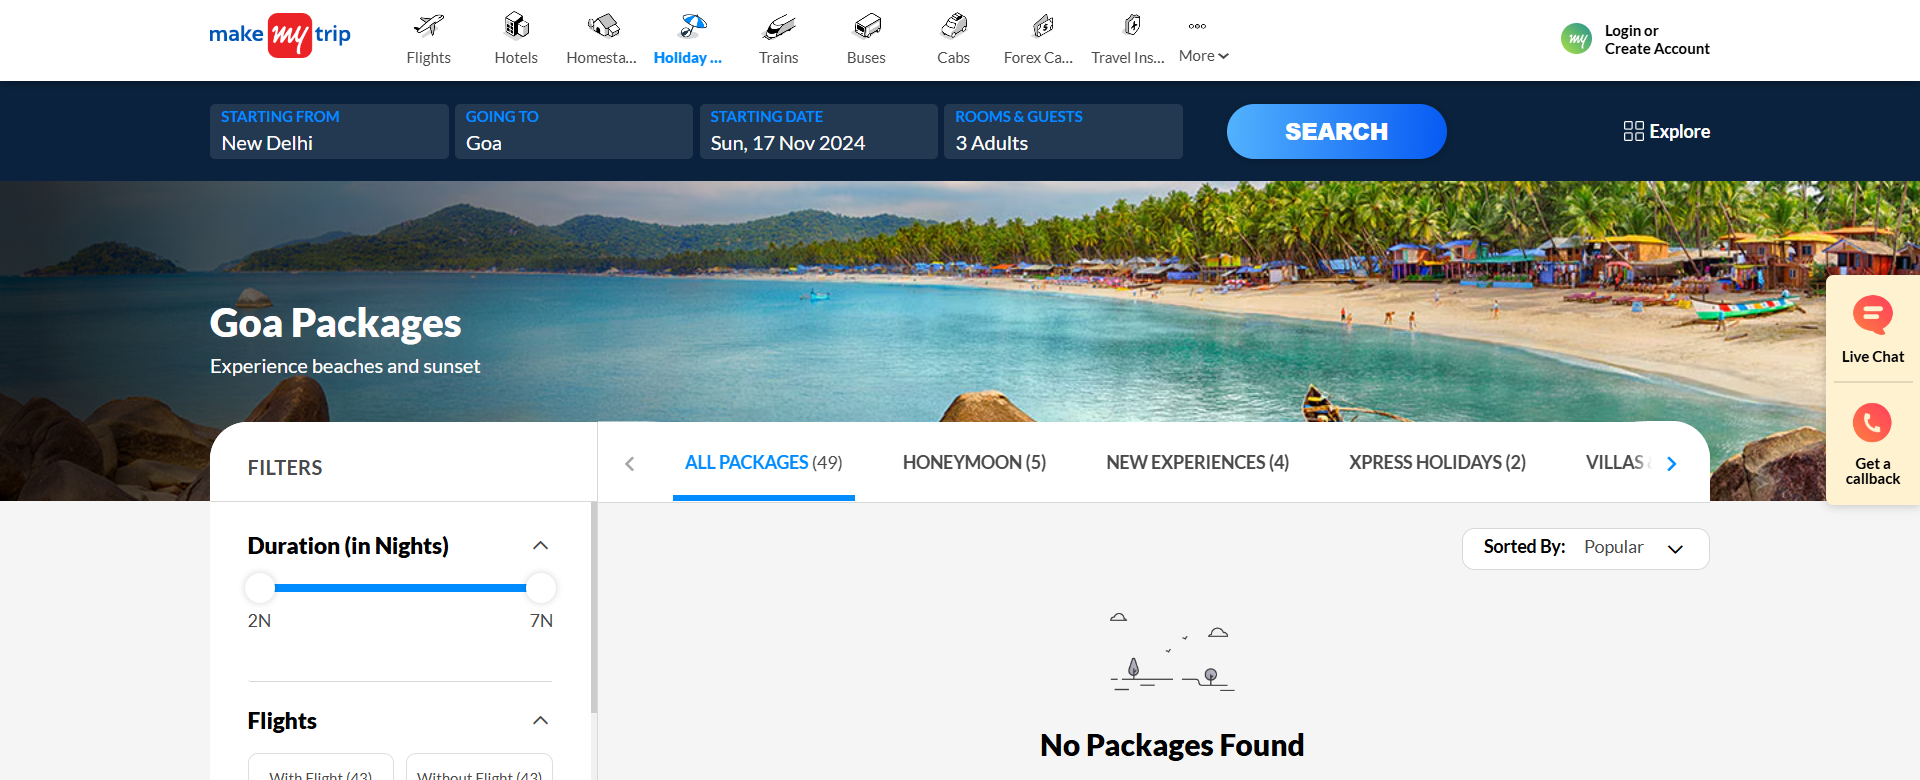 make my trip
Flights
Hotels
Homesta...
Holiday ...
Trains
Buses
Cabs
Forex Ca...
Travel Ins...
More
my
Login or
Create Account
STARTING FROM
New Delhi
GOING TO
Goa
STARTING DATE
Sun, 17 Nov 2024
ROOMS & GUESTS
3 Adults
SEARCH
Explore
Goa Packages
Experience beaches and sunset
Live Chat
Get a
callback
FILTERS
ALL PACKAGES (49)
HONEYMOON (5)
NEW EXPERIENCES (4)
XPRESS HOLIDAYS (2)
VILLAS
Duration (in Nights)
2N
7N
Sorted By: Popular
Flights
With Flight (43)
Without Flight (43)
No Packages Found